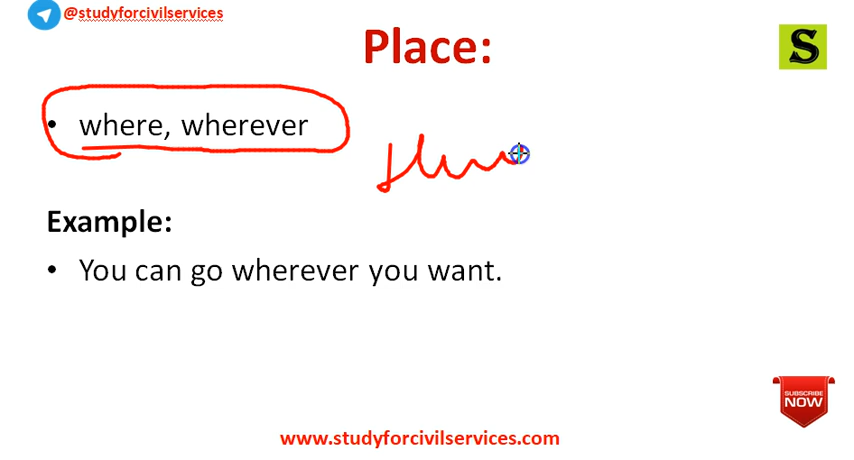 @studyforcivilservices
Place:
S
• where, wherever
Example:
• You can go wherever you want.
SUBSCRIBE
NOW
www.studyforcivilservices.com